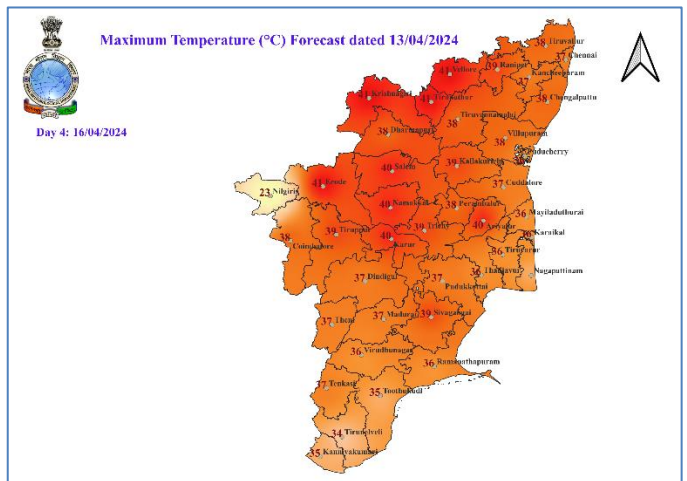 Maximum Temperature (°C) Forecast dated 13/04/2024
Day 4: 16/04/2024
38 Tiruvallur
37 Chennai
39 Ranipet
41 Vellore
37 Kancheepuram
41 Krishnagiri
41 Tirupathur
38 Chengalpattu
38 Tiruvannamalai
38 Dharmapuri
38 Villupuram
Puducherry
40 Salem
39 Kallakurichi
41 Erode
37 Cuddalore
23 Nilgiris
40 Namakkal
38 Perambalur
36 Mayiladuthurai
40 Ariyalur
39 Tiruppur
39 Trichy
Karaikal
38 Coimbatore
40 Karur
36 Tiruvarur
36 Thanjavur
Nagapattinam
37 Dindigul
37 Pudukkottai
39 Sivagangai
37 Theni
37 Madurai
36 Virudhunagar
36 Ramanathapuram
37 Tenkasi
35 Toothukudi
34 Tirunelveli
35 Kanniyakumari